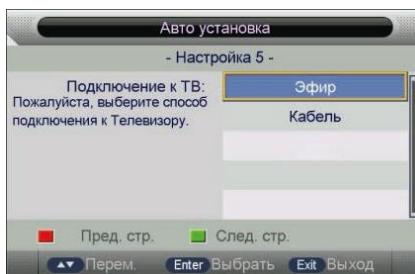 Авто установка
- Настройка 5 -
Подключение к ТВ:
Пожалуйста, выберите способ
подключения к Телевизору.
Эфир
Кабель
Пред. стр.
След. стр.
Перем. Enter Выбрать Exit Выход